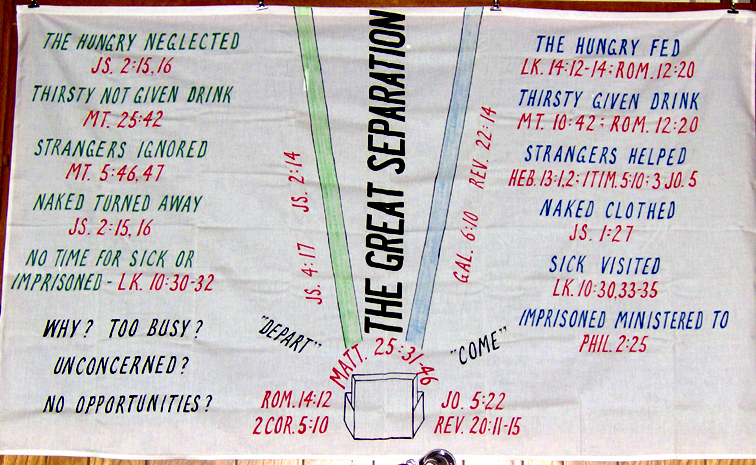 THE HUNGRY NEGLECTED
JS. 2:15,16
THIRSTY NOT GIVEN DRINK
MT. 25:42
STRANGERS IGNORED
MT. 5:46,47
NAKED TURNED AWAY
JS. 2:15,16
NO TIME FOR SICK OR
IMPRISONED - LK. 10:30-32
WHY? TOO BUSY?
UNCONCERNED?
NO OPPORTUNITIES?
JS. 4:17 JS. 2:14
"DEPART"
THE GREAT SEPARATION
MATT. 25:31-46
ROM. 14:12
2 COR. 5:10
GAL. 6:10 REV. 22:14
"COME"
JO. 5:22
REV. 20:11-15
THE HUNGRY FED
LK. 14:12-14; ROM. 12:20
THIRSTY GIVEN DRINK
MT. 10:42; ROM. 12:20
STRANGERS HELPED
HEB. 13:1,2; 1 TIM. 5:10; 3 JO. 5
NAKED CLOTHED
JS. 1:27
SICK VISITED
LK. 10:30,33-35
IMPRISONED MINISTERED TO
PHIL. 2:25